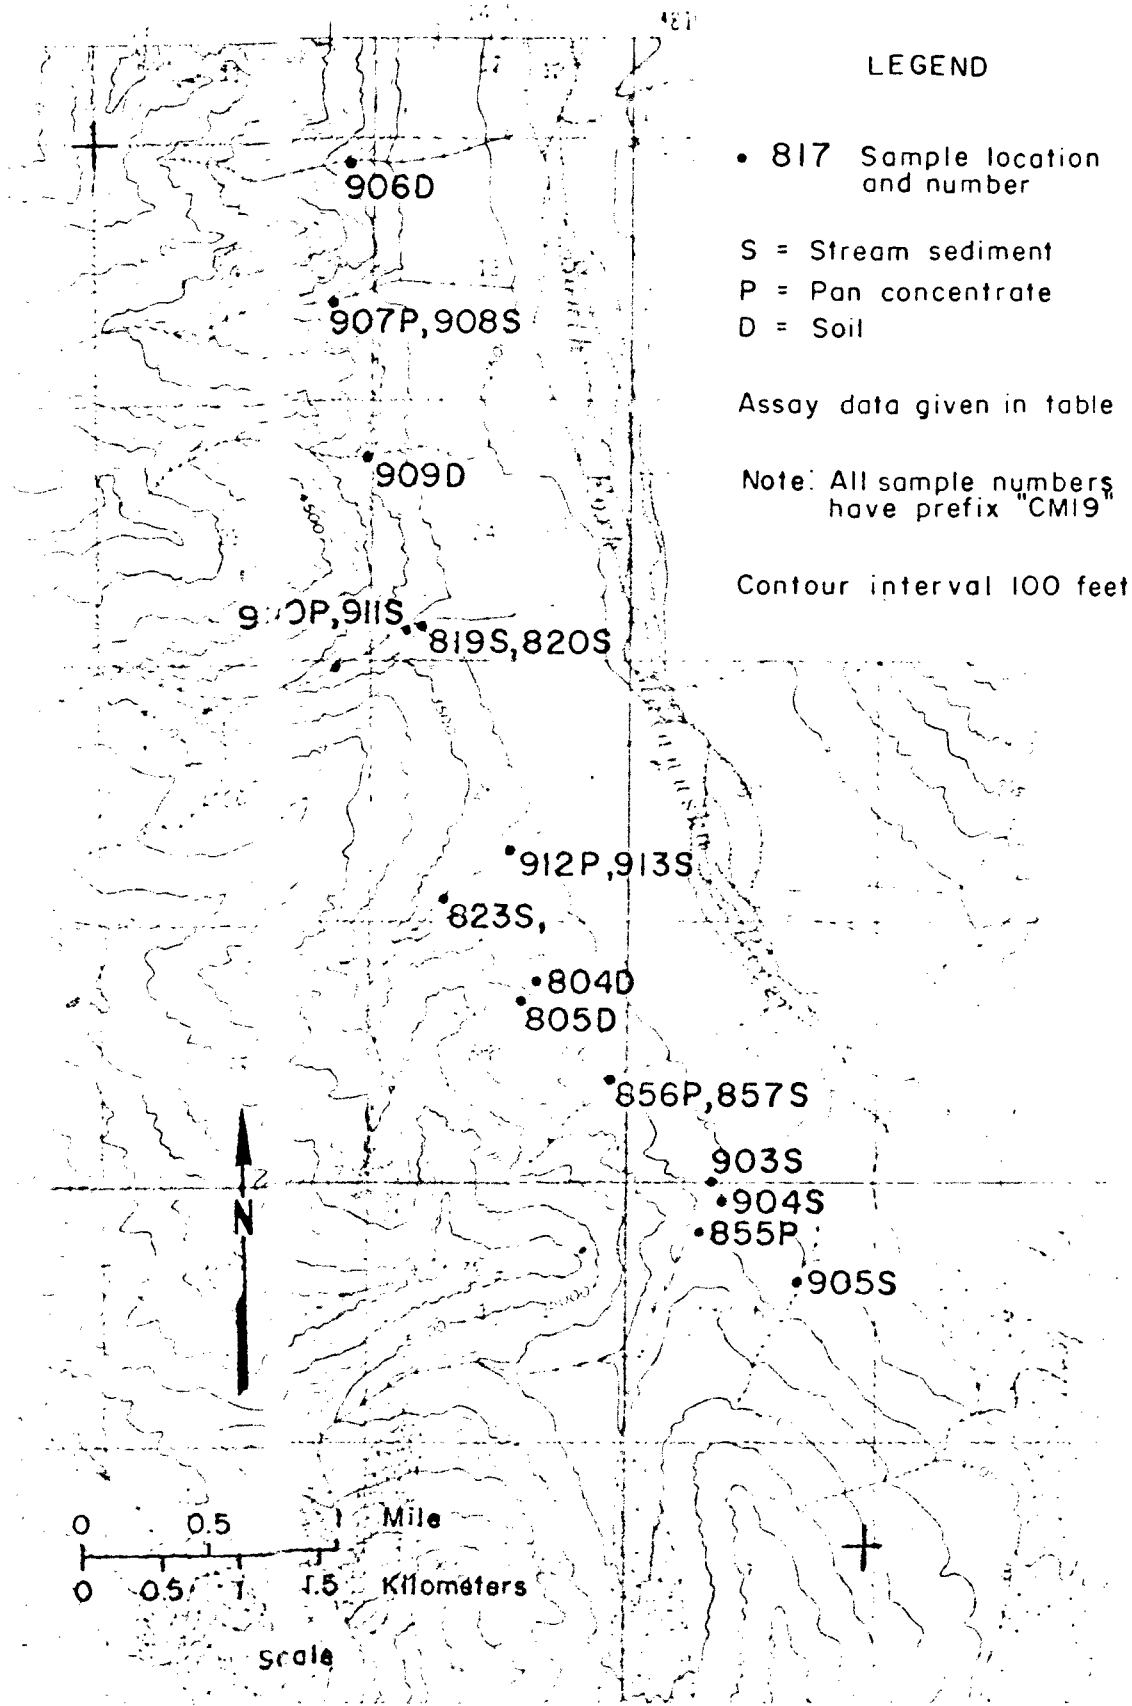 LEGEND
• 817 Sample location
and number
S = Stream sediment
P = Pan concentrate
D = Soil
Assay data given in table
Note: All sample numbers
have prefix "CM19"
Contour interval 100 feet
906D
907P,908S
South
909D
Fork
4500
911S
819S,820S
912P,913S
823S,
804D
805D
856P,857S
903S
904S
855P
905S
N
0 0.5 1 Mile
0 0.5 1 1.5 Kilometers
Scale